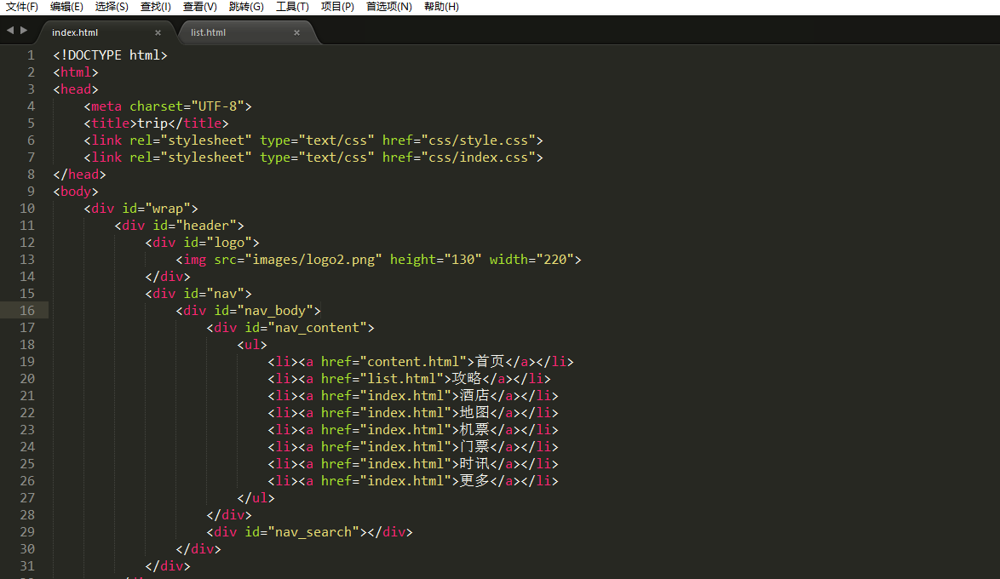 文件(F) 编辑(E) 选择(S) 查找(I) 查看(V) 跳转(G) 工具(T) 项目(P) 首选项(N) 帮助(H)
index.html × list.html ×
1 <!DOCTYPE html>
2 <html>
3 <head>
4 <meta charset="UTF-8">
5 <title>trip</title>
6 <link rel="stylesheet" type="text/css" href="css/style.css">
7 <link rel="stylesheet" type="text/css" href="css/index.css">
8 </head>
9 <body>
10 <div id="wrap">
11 <div id="header">
12 <div id="logo">
13 <img src="images/logo2.png" height="130" width="220">
14 </div>
15 <div id="nav">
16 <div id="nav_body">
17 <div id="nav_content">
18 <ul>
19 <li><a href="content.html">首页</a></li>
20 <li><a href="list.html">攻略</a></li>
21 <li><a href="index.html">酒店</a></li>
22 <li><a href="index.html">地图</a></li>
23 <li><a href="index.html">机票</a></li>
24 <li><a href="index.html">门票</a></li>
25 <li><a href="index.html">时讯</a></li>
26 <li><a href="index.html">更多</a></li>
27 </ul>
28 </div>
29 <div id="nav_search"></div>
30 </div>
31 </div>